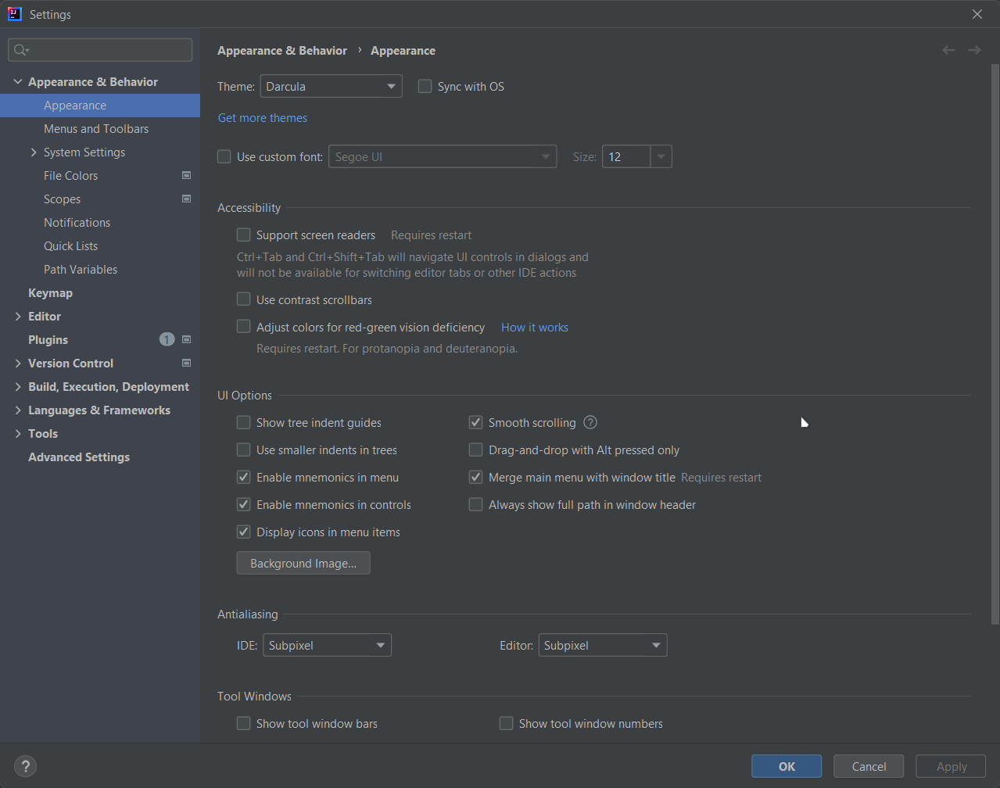 Settings
Appearance & Behavior
Appearance
Menus and Toolbars
System Settings
File Colors
Scopes
Notifications
Quick Lists
Path Variables
Keymap
Editor
Plugins 1
Version Control
Build, Execution, Deployment
Languages & Frameworks
Tools
Advanced Settings
Appearance & Behavior › Appearance
Theme: Darcula Sync with OS
Get more themes
Use custom font: Segoe UI Size: 12
Accessibility
Support screen readers Requires restart
Ctrl+Tab and Ctrl+Shift+Tab will navigate UI controls in dialogs and
will not be available for switching editor tabs or other IDE actions
Use contrast scrollbars
Adjust colors for red-green vision deficiency How it works
Requires restart. For protanopia and deuteranopia.
UI Options
Show tree indent guides Smooth scrolling ?
Use smaller indents in trees Drag-and-drop with Alt pressed only
Enable mnemonics in menu Merge main menu with window title Requires restart
Enable mnemonics in controls Always show full path in window header
Display icons in menu items
Background Image...
Antialiasing
IDE: Subpixel Editor: Subpixel
Tool Windows
Show tool window bars Show tool window numbers
? OK Cancel Apply